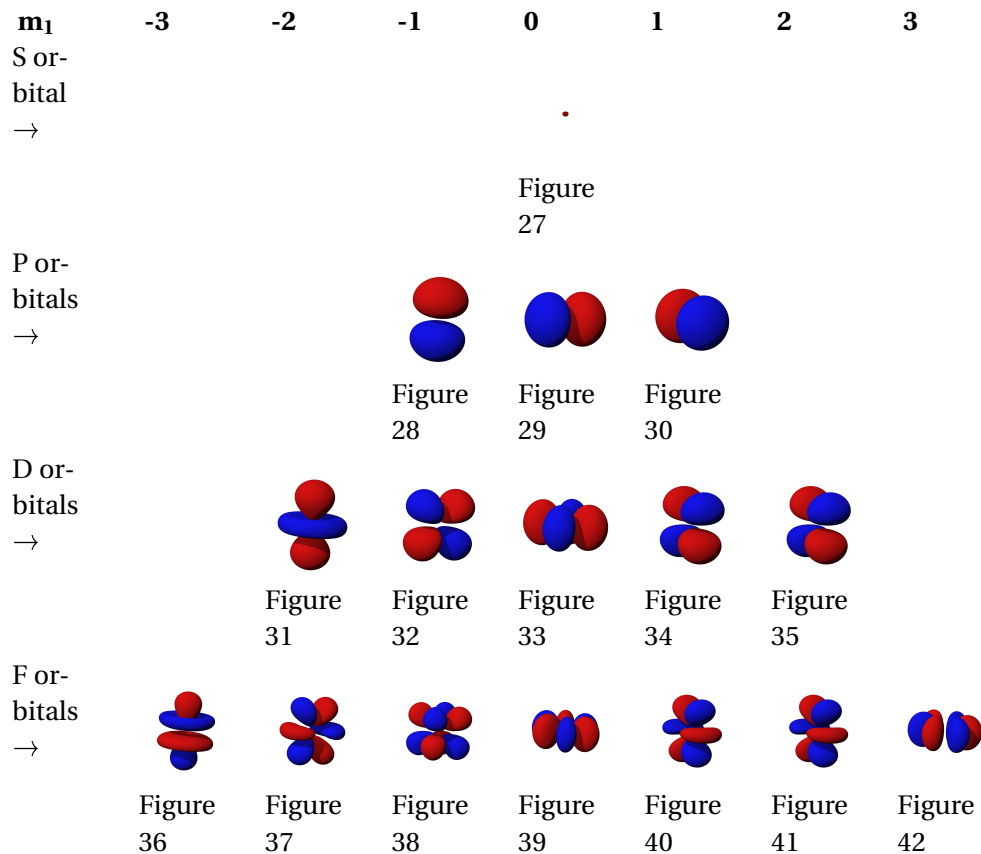 m1 -3 -2 -1 0 1 2 3
S or-
bital
→
Figure
27
P or-
bitals
→
Figure Figure Figure
28 29 30
D or-
bitals
→
Figure Figure Figure Figure Figure
31 32 33 34 35
F or-
bitals
→
Figure Figure Figure Figure Figure Figure Figure
36 37 38 39 40 41 42